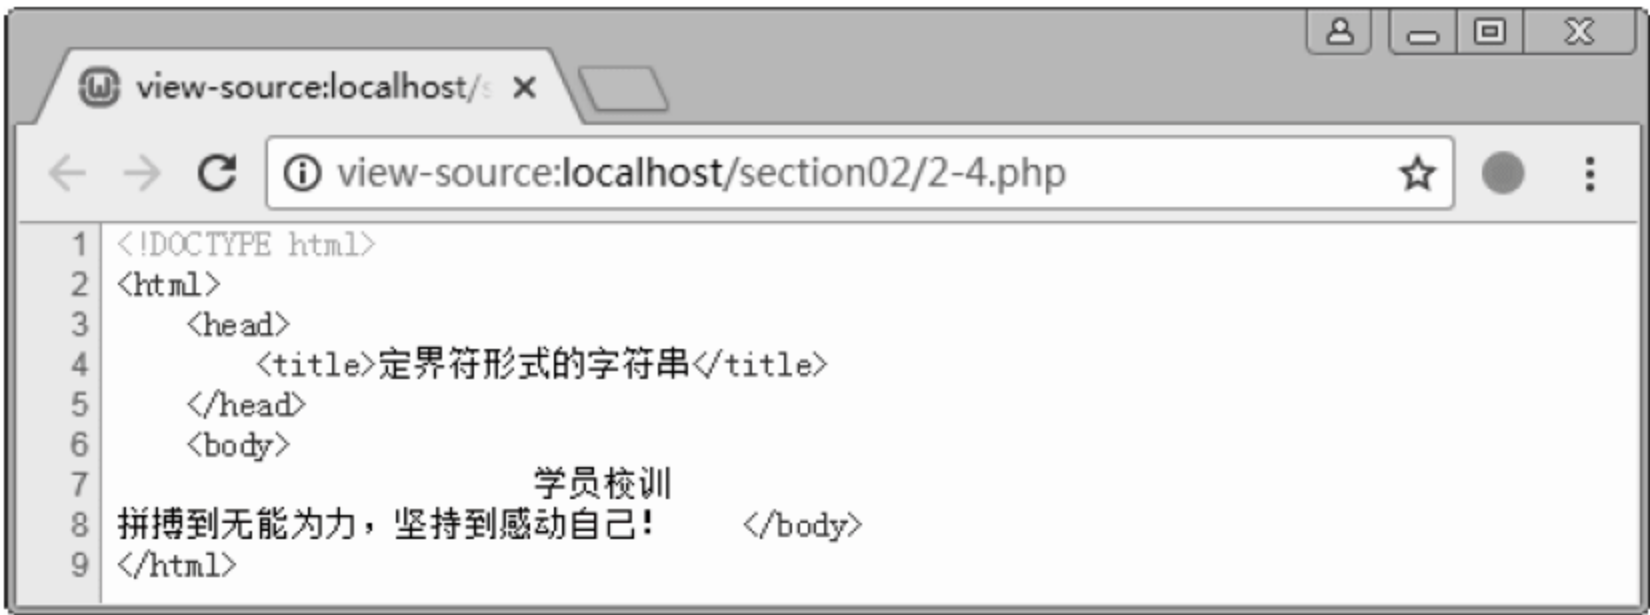 view-source:localhost/s
view-source:localhost/section02/2-4.php
1 <!DOCTYPE html>
2 <html>
3     <head>
4         <title>定界符形式的字符串</title>
5     </head>
6     <body>
7                         学员校训
8 拼搏到无能为力，坚持到感动自己!     </body>
9 </html>